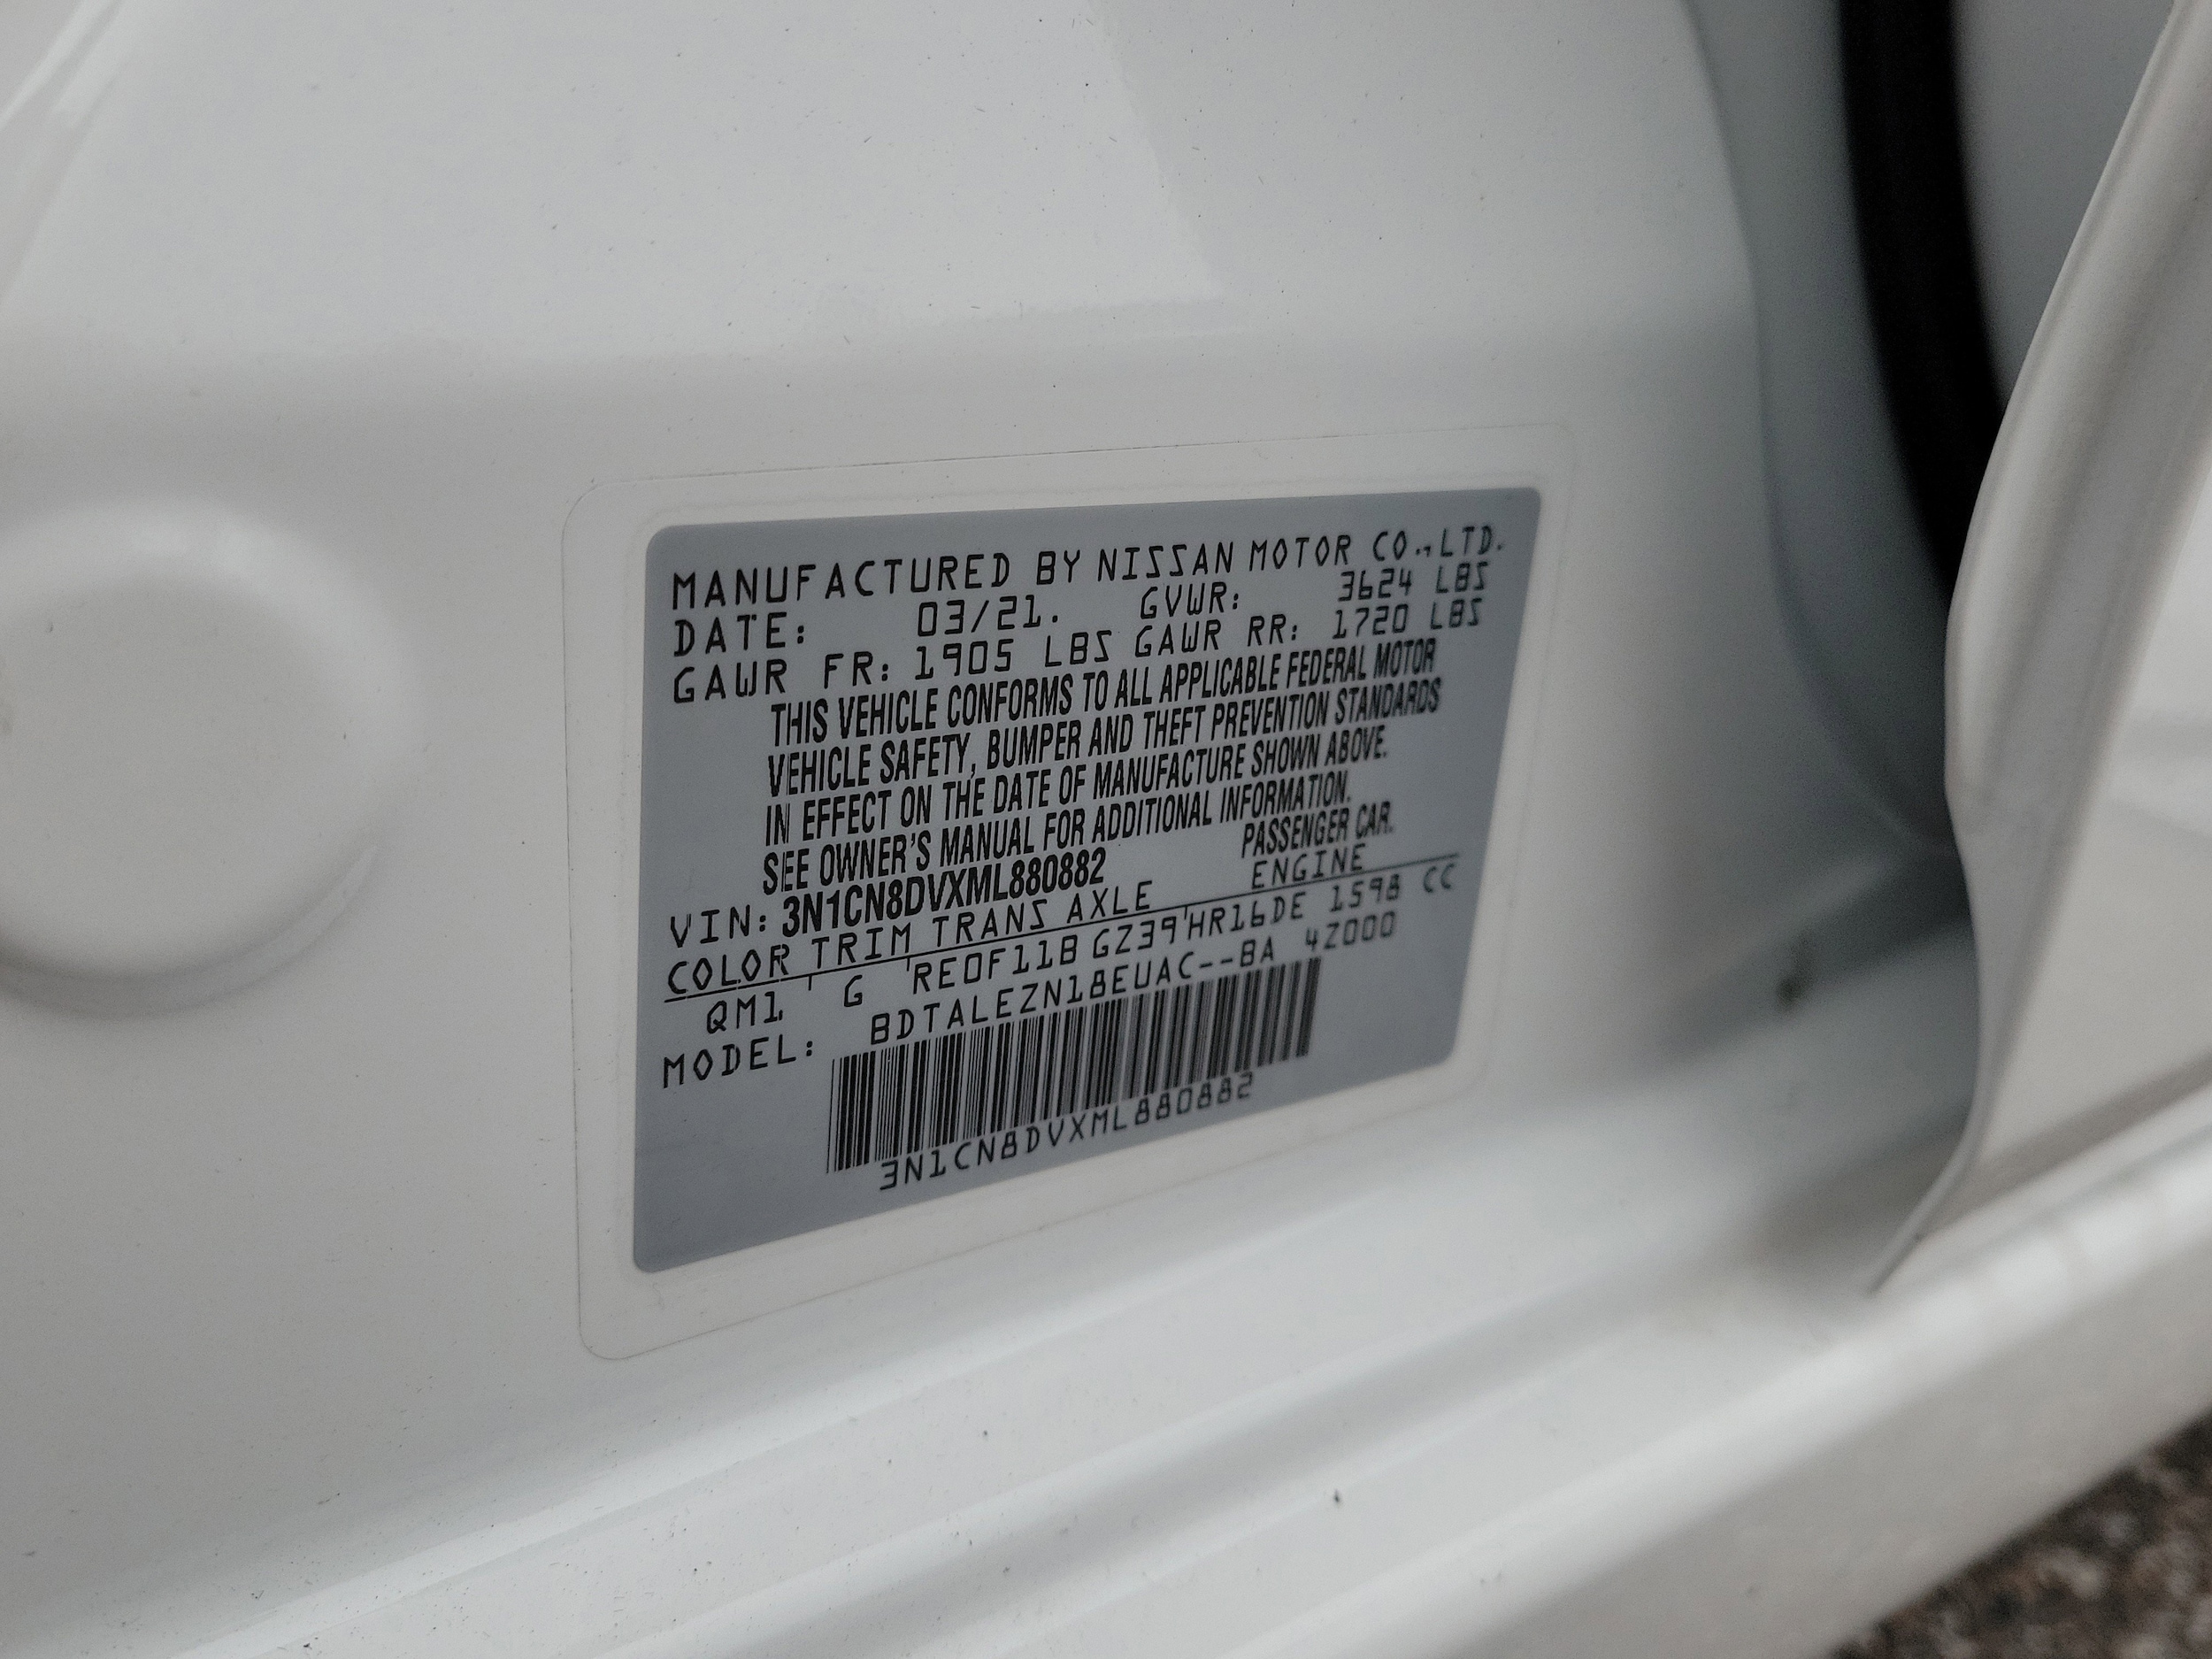 MANUFACTURED BY NISSAN MOTOR CO.,LTD.
DATE: 03/21. GVWR: 3624 LBS
GAWR FR: 1905 LBS GAWR RR: 1720 LBS
THIS VEHICLE CONFORMS TO ALL APPLICABLE FEDERAL MOTOR
VEHICLE SAFETY, BUMPER AND THEFT PREVENTION STANDARDS
IN EFFECT ON THE DATE OF MANUFACTURE SHOWN ABOVE.
SEE OWNER'S MANUAL FOR ADDITIONAL INFORMATION.
VIN: 3N1CN8DVXML880882 PASSENGER CAR.
COLOR TRIM TRANS AXLE ENGINE
QM1 G RE0F11B GZ39 HR16DE 1598 CC
MODEL: BDTALEZN18EUAC--BA 4Z000
3N1CN8DVXML880882